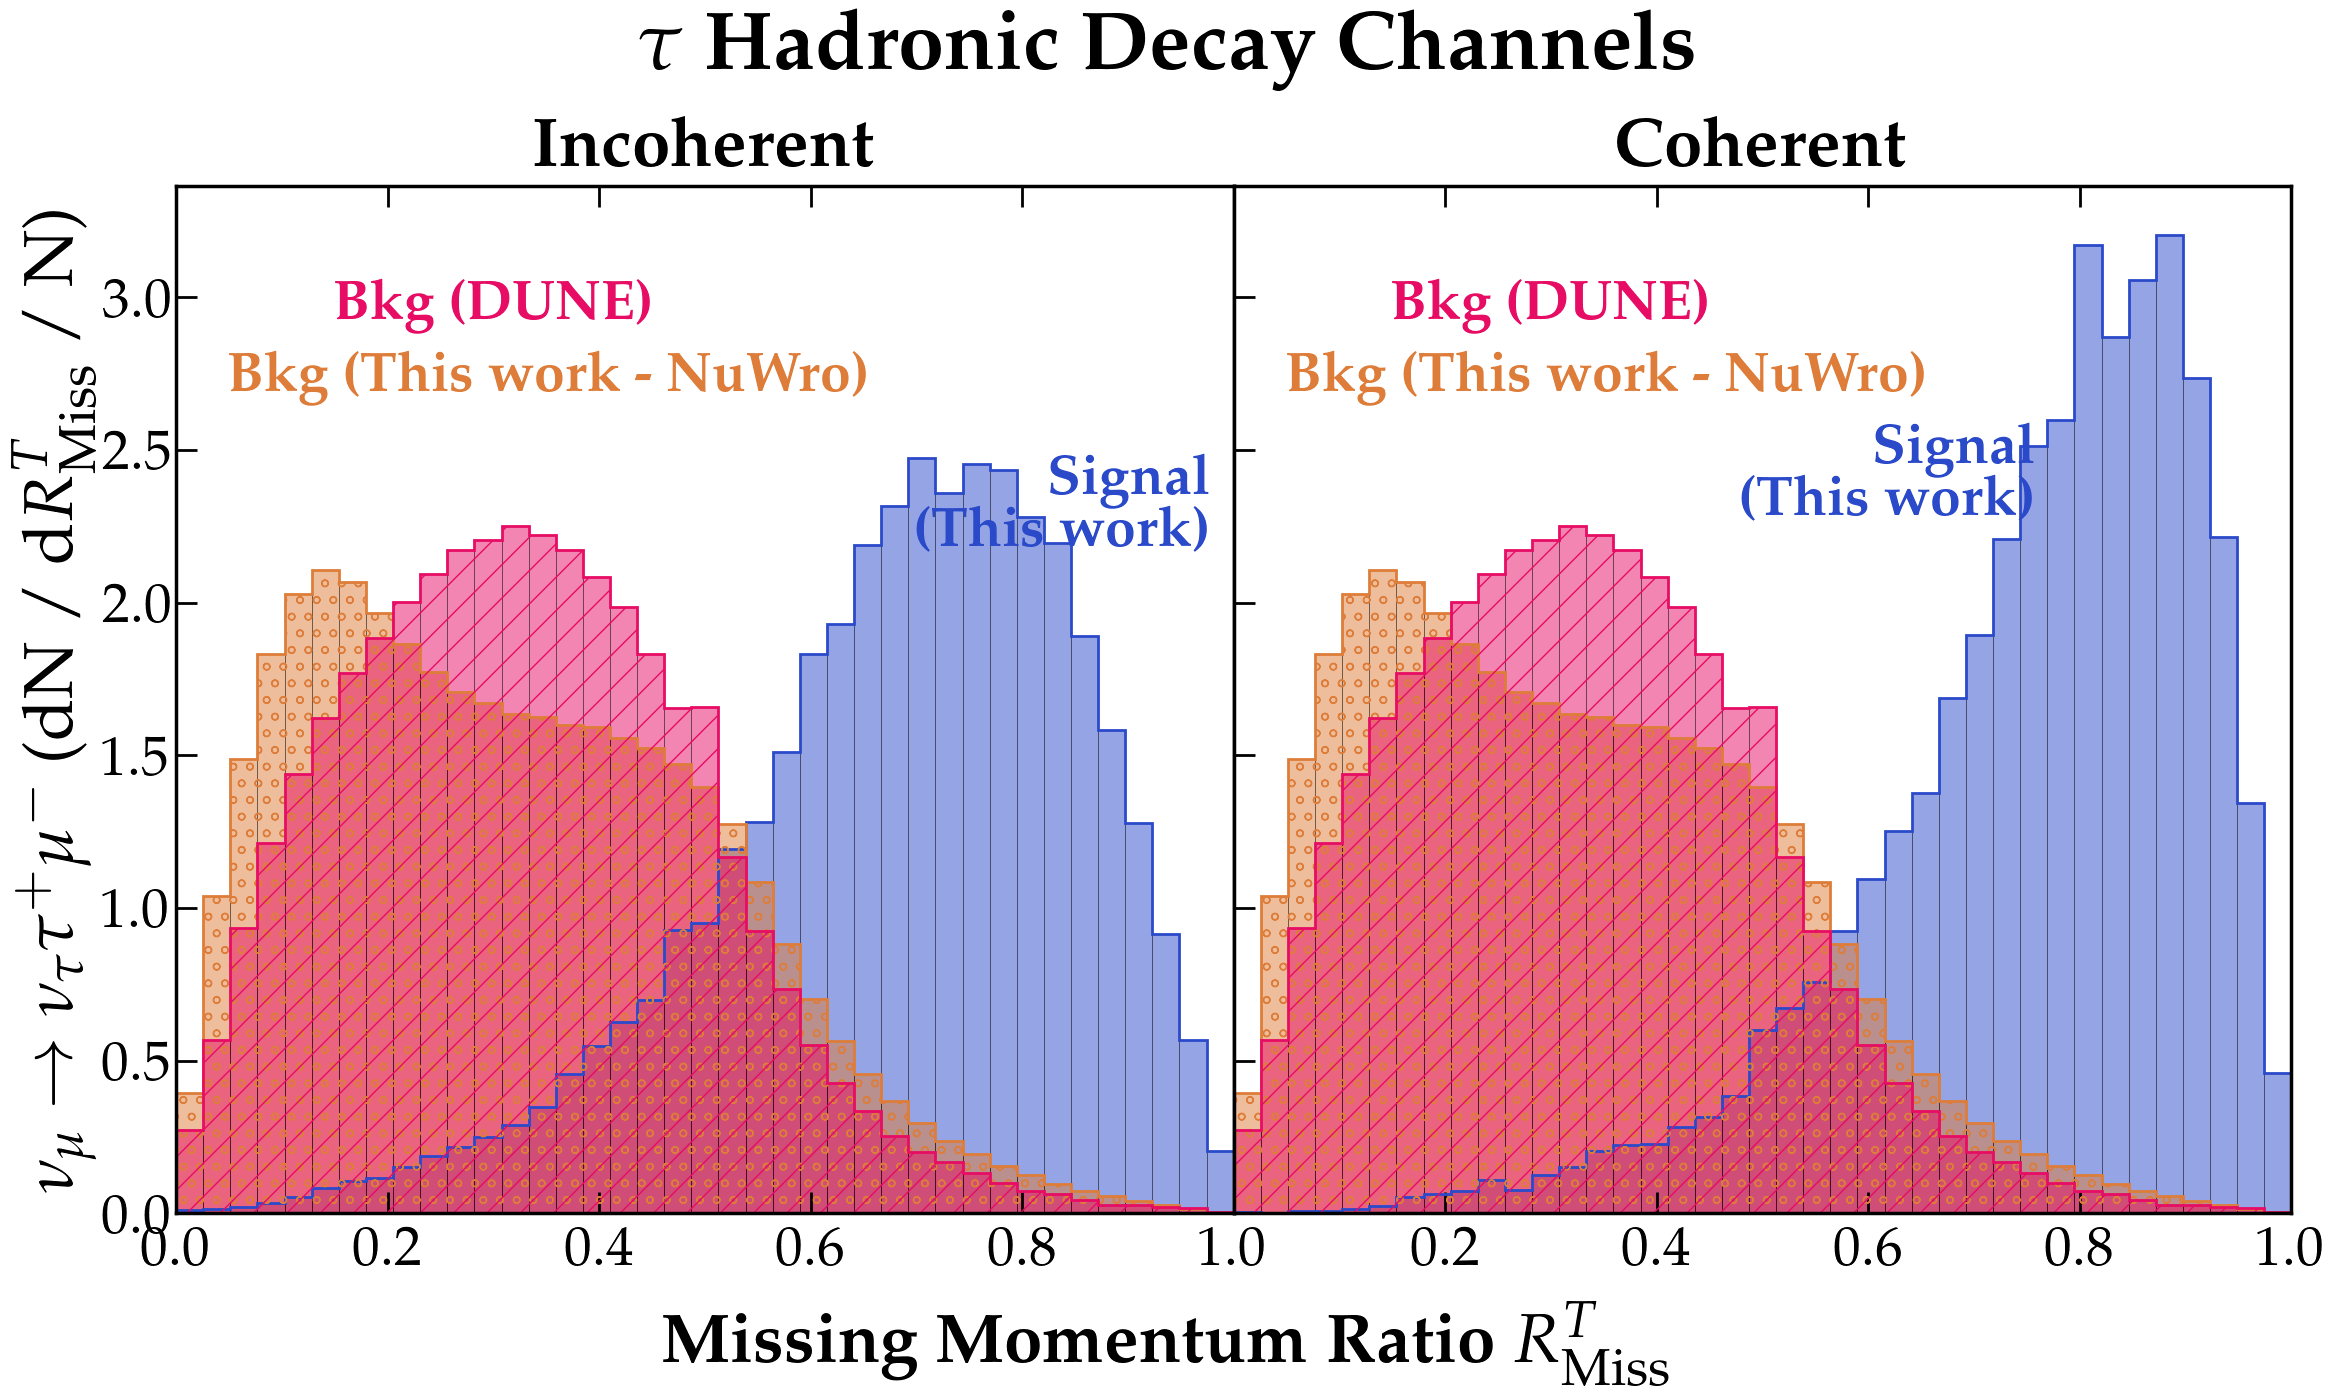 τ Hadronic Decay Channels
Incoherent
Coherent
ν_μ → ν_τ τ⁺ μ⁻ (dN / dR^T_Miss / N)
3.0
2.5
2.0
1.5
1.0
0.5
0.0
Bkg (DUNE)
Bkg (This work - NuWro)
Signal
(This work)
Bkg (DUNE)
Bkg (This work - NuWro)
Signal
(This work)
0.0 0.2 0.4 0.6 0.8 1.0 0.2 0.4 0.6 0.8 1.0
Missing Momentum Ratio R^T_Miss